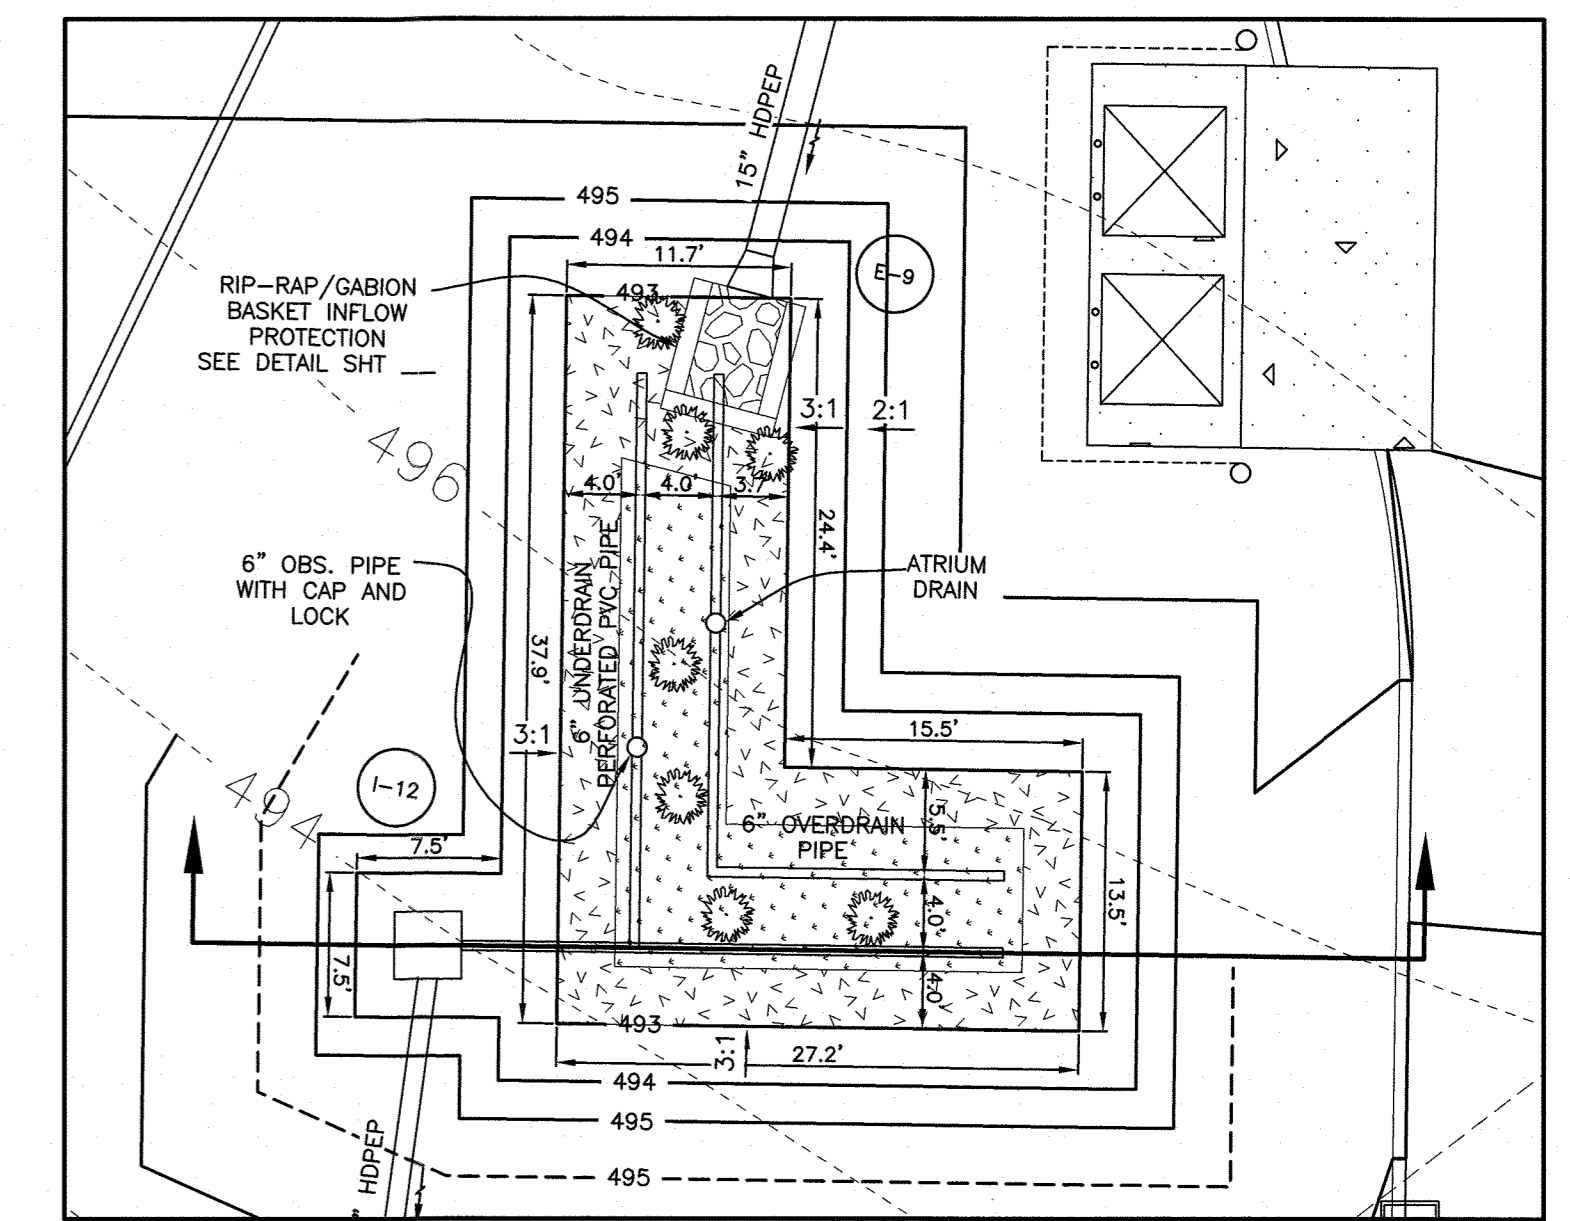 15" HDPEP
495
494
11.7'
E-9
RIP-RAP/GABION
BASKET INFLOW
PROTECTION
SEE DETAIL SHT __
493
3:1
2:1
496
4.0'
4.0'
3.7'
24.4'
6" OBS. PIPE
WITH CAP AND
LOCK
ATRIUM
DRAIN
6" UNDERDRAIN
PERFORATED PVC PIPE
37.9'
3:1
15.5'
I-12
494
7.5'
6" OVERDRAIN
PIPE
5.5'
13.5'
4.0'
7.5'
4.0'
493
3:1
27.2'
494
495
495
" HDPEP